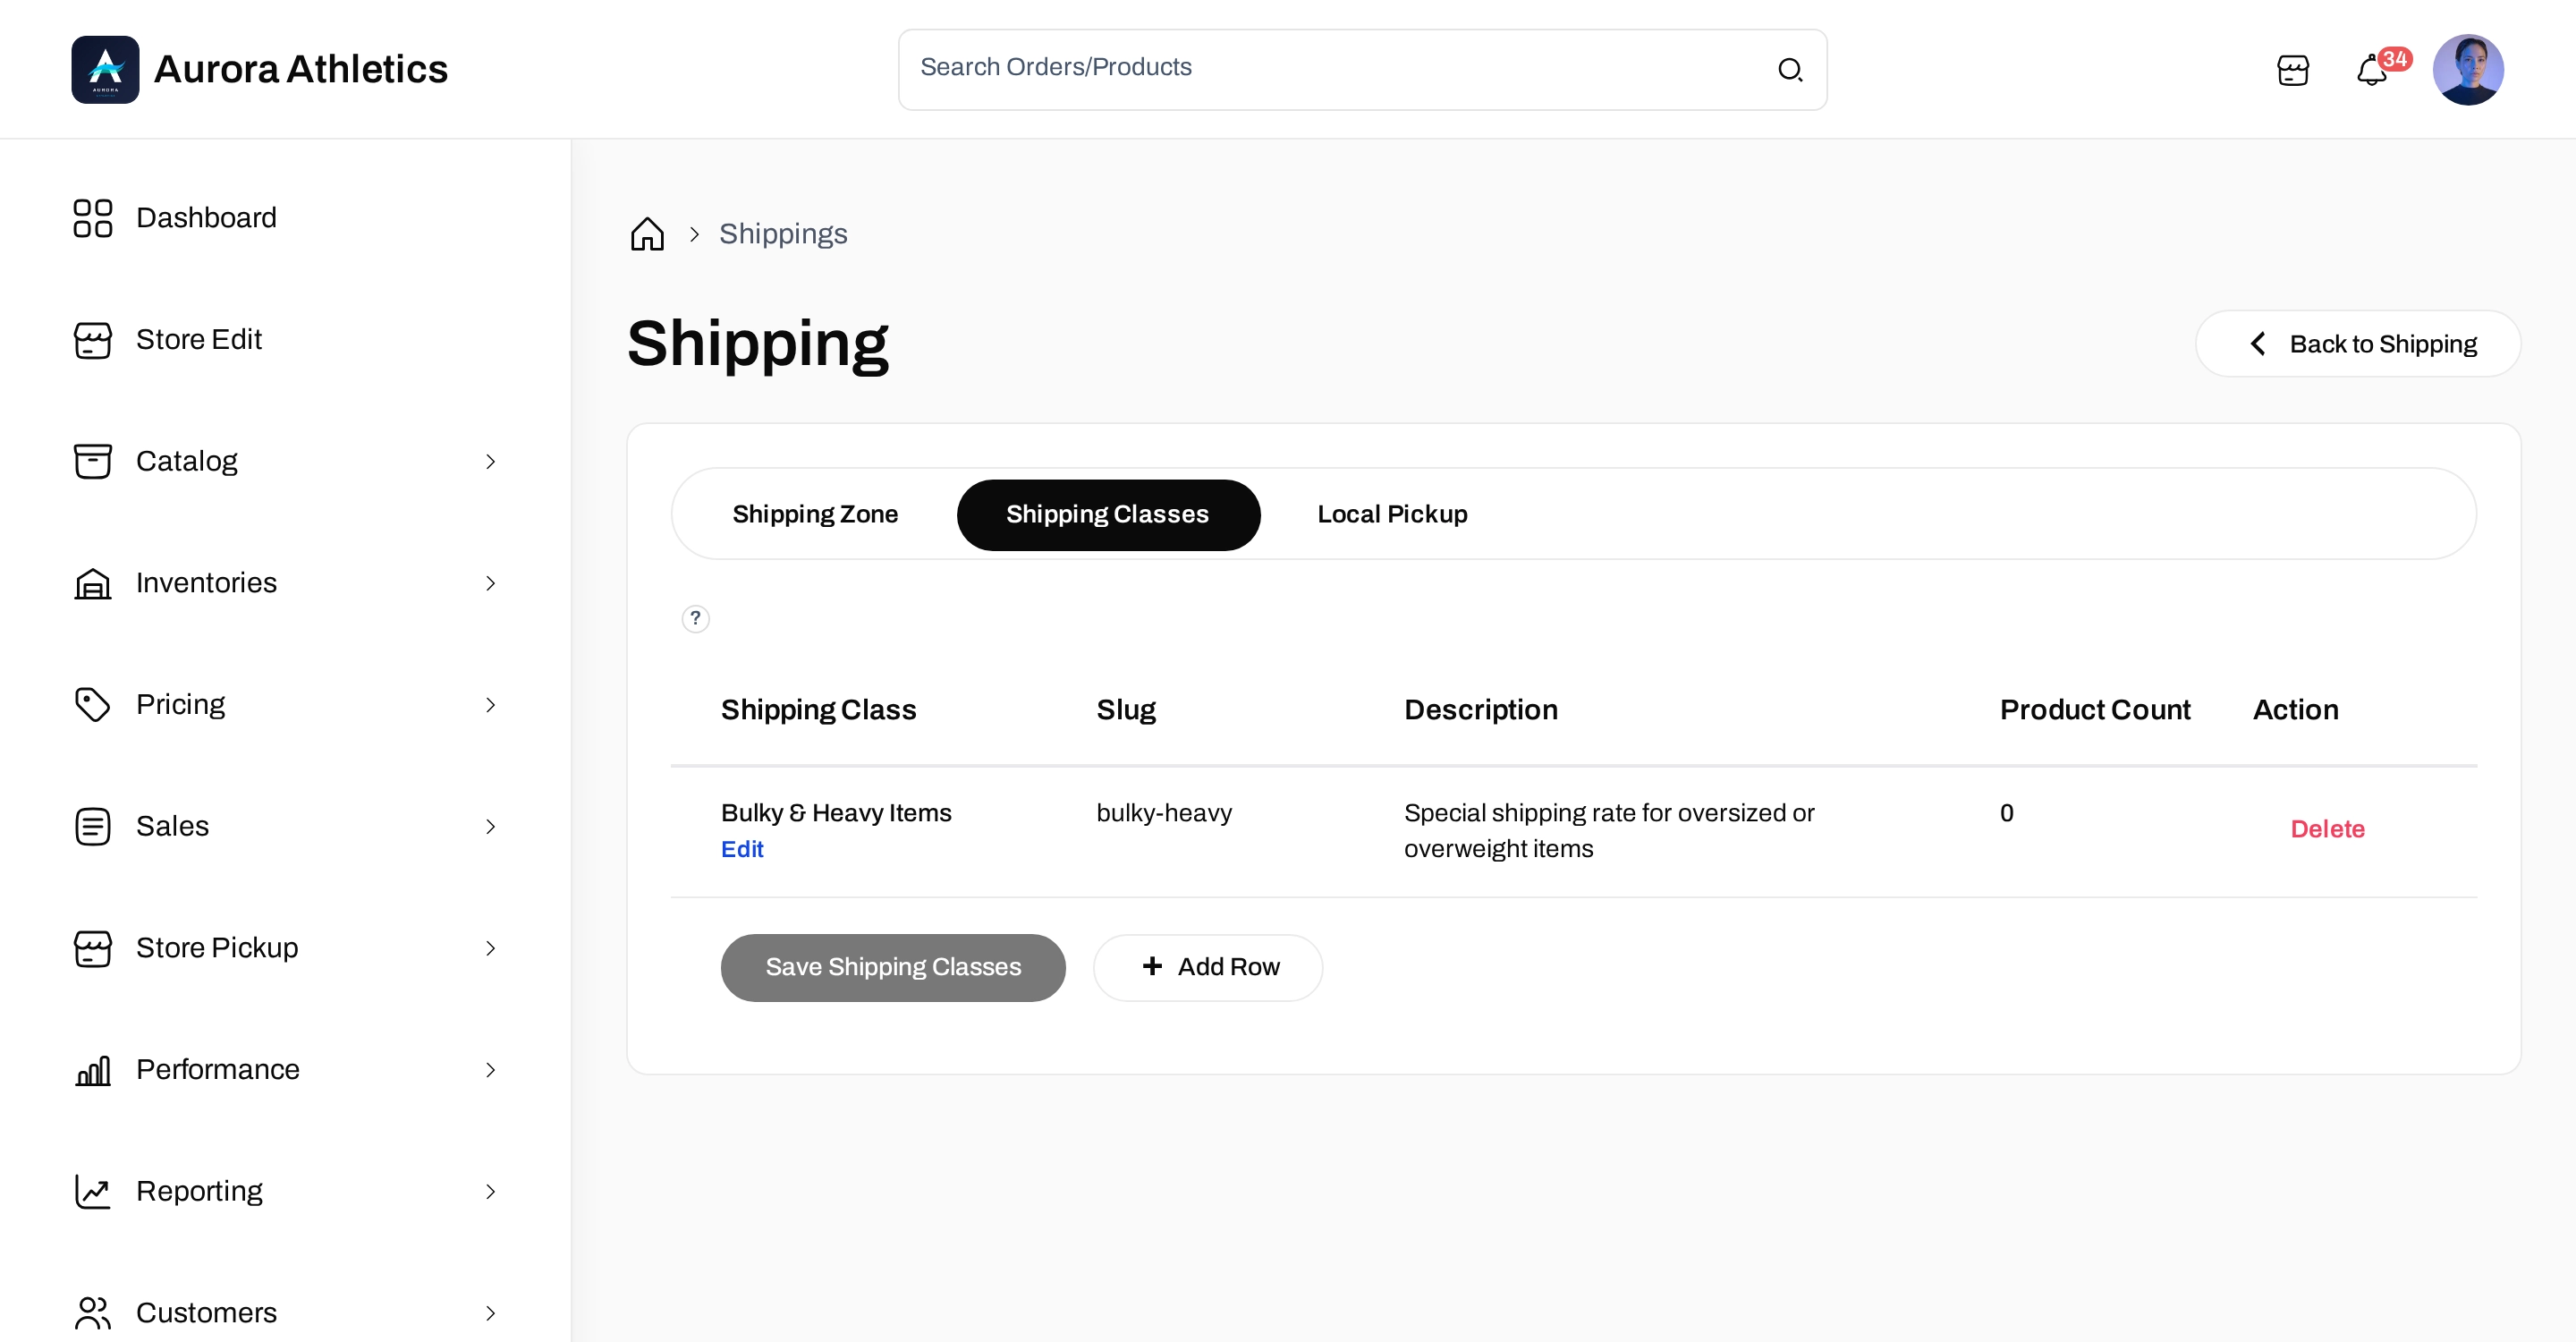 AURORA
Aurora Athletics
Search Orders/Products
34
Dashboard
Store Edit
Catalog
Inventories
Pricing
Sales
Store Pickup
Performance
Reporting
Customers
Shippings
Shipping
Back to Shipping
Shipping Zone
Shipping Classes
Local Pickup
?
Shipping Class
Slug
Description
Product Count
Action
Bulky & Heavy Items
Edit
bulky-heavy
Special shipping rate for oversized or
overweight items
0
Delete
Save Shipping Classes
+ Add Row